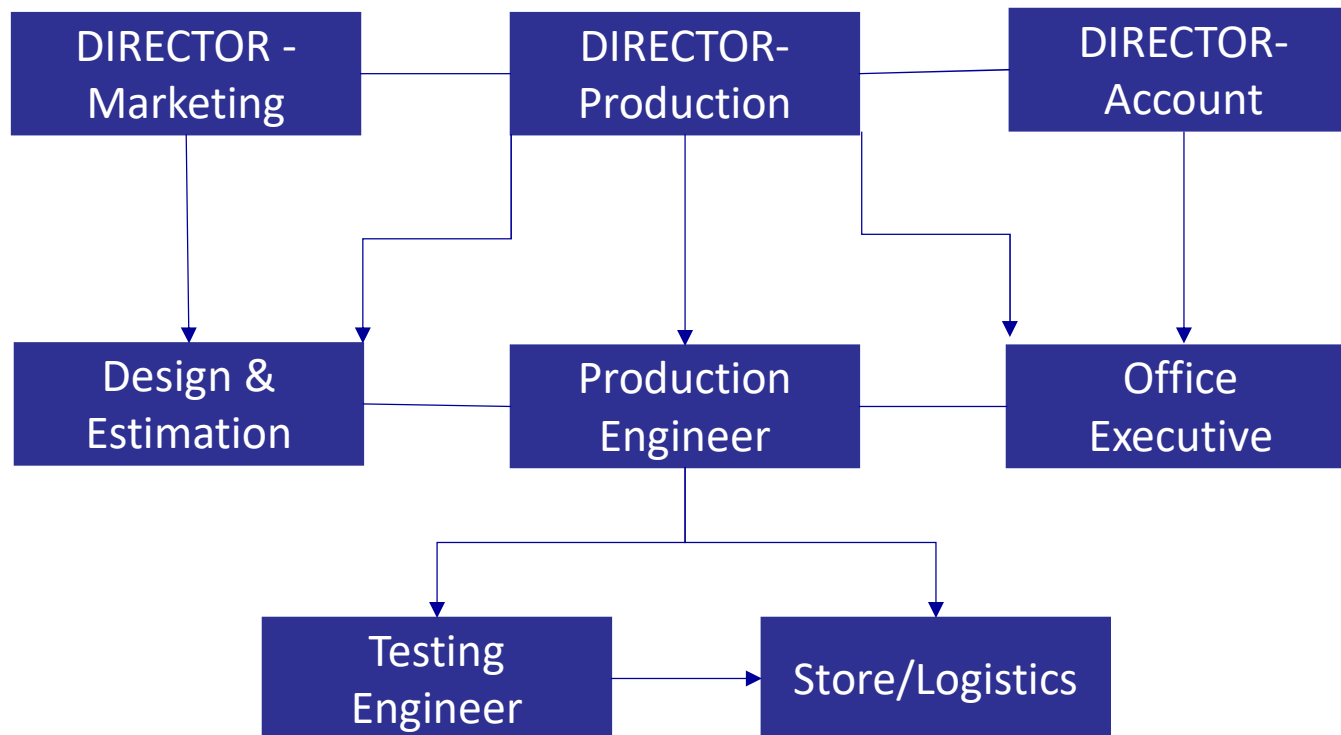 DIRECTOR -
Marketing
DIRECTOR-
Production
DIRECTOR-
Account
Design &
Estimation
Production
Engineer
Office
Executive
Testing
Engineer
Store/Logistics